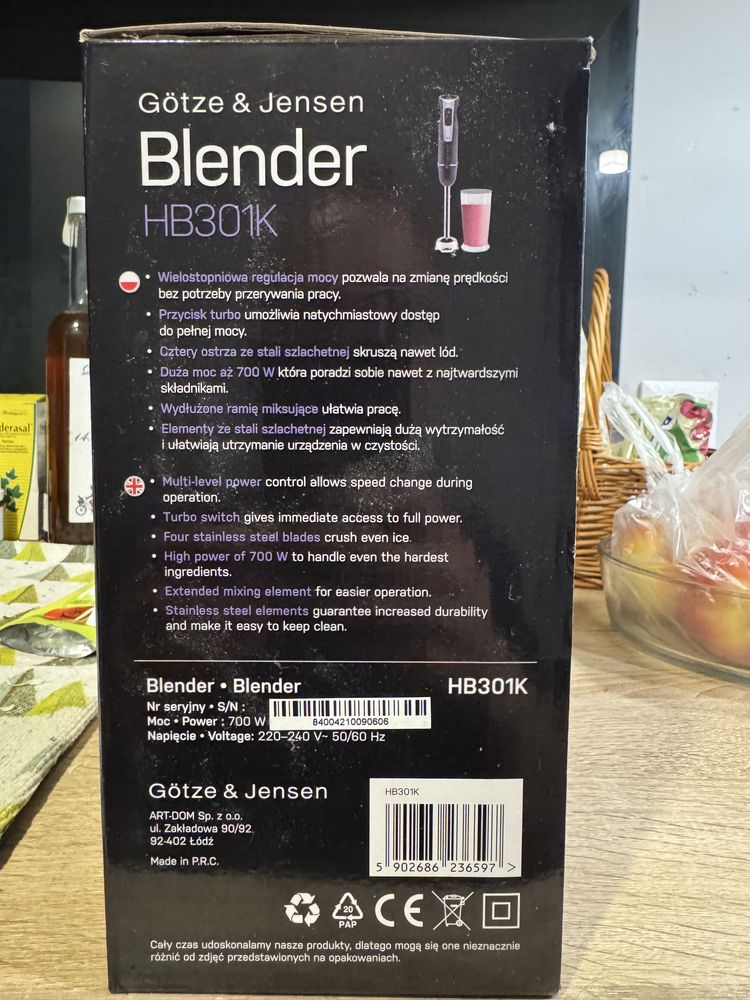 Götze & Jensen
Blender
HB301K
• Wielostopniowa regulacja mocy pozwala na zmianę prędkości
bez potrzeby przerywania pracy.
• Przycisk turbo umożliwia natychmiastowy dostęp
do pełnej mocy.
• Cztery ostrza ze stali szlachetnej skruszą nawet lód.
• Duża moc aż 700 W która poradzi sobie nawet z najtwardszymi
składnikami.
• Wydłużone ramię miksujące ułatwia pracę.
• Elementy ze stali szlachetnej zapewniają dużą wytrzymałość
i ułatwiają utrzymanie urządzenia w czystości.
• Multi-level power control allows speed change during
operation.
• Turbo switch gives immediate access to full power.
• Four stainless steel blades crush even ice.
• High power of 700 W to handle even the hardest
ingredients.
• Extended mixing element for easier operation.
• Stainless steel elements guarantee increased durability
and make it easy to keep clean.
Blender • Blender HB301K
Nr seryjny • S/N :
84004210090606
Moc • Power : 700 W
Napięcie • Voltage: 220–240 V~ 50/60 Hz
Götze & Jensen
ART-DOM Sp. z o.o.
ul. Zakładowa 90/92
92-402 Łódź
Made in P.R.C.
HB301K
5 902686 236597 >
20
PAP
CE
Cały czas udoskonalamy nasze produkty, dlatego mogą się one nieznacznie
różnić od zdjęć przedstawionych na opakowaniach.